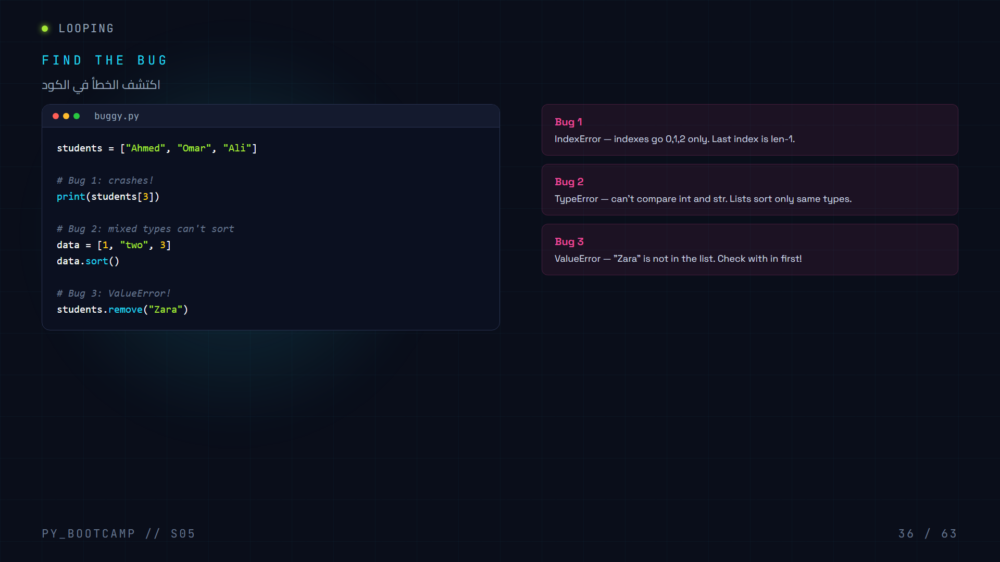 LOOPING
FIND THE BUG
اكتشف الخطأ في الكود
buggy.py
students = ["Ahmed", "Omar", "Ali"]
# Bug 1: crashes!
print(students[3])
# Bug 2: mixed types can't sort
data = [1, "two", 3]
data.sort()
# Bug 3: ValueError!
students.remove("Zara")
Bug 1
IndexError — indexes go 0,1,2 only. Last index is len-1.
Bug 2
TypeError — can’t compare int and str. Lists sort only same types.
Bug 3
ValueError — ”Zara” is not in the list. Check with in first!
PY_BOOTCAMP // S05
36 / 63